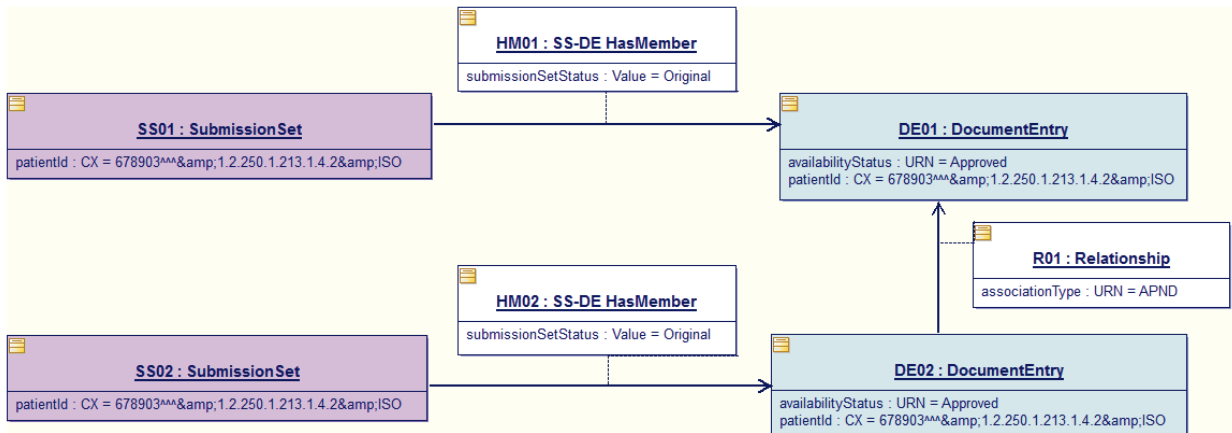 HM01 : SS-DE HasMember
submissionSetStatus : Value = Original
SS01 : SubmissionSet
patientId : CX = 678903^^^&amp;1.2.250.1.213.1.4.2&amp;ISO
DE01 : DocumentEntry
availabilityStatus : URN = Approved
patientId : CX = 678903^^^&amp;1.2.250.1.213.1.4.2&amp;ISO
R01 : Relationship
associationType : URN = APND
HM02 : SS-DE HasMember
submissionSetStatus : Value = Original
SS02 : SubmissionSet
patientId : CX = 678903^^^&amp;1.2.250.1.213.1.4.2&amp;ISO
DE02 : DocumentEntry
availabilityStatus : URN = Approved
patientId : CX = 678903^^^&amp;1.2.250.1.213.1.4.2&amp;ISO